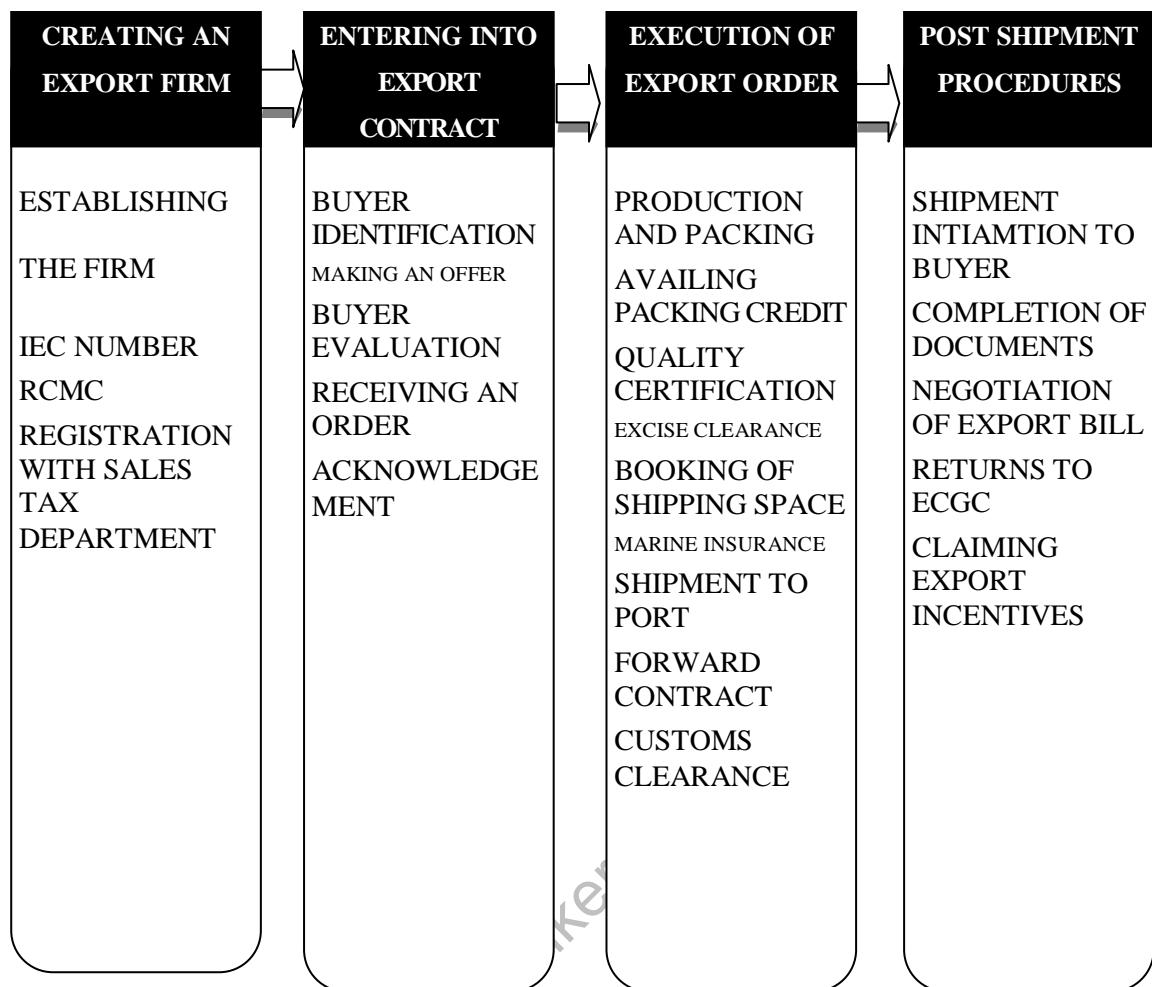 CREATING AN
EXPORT FIRM
ESTABLISHING
THE FIRM
IEC NUMBER
RCMC
REGISTRATION
WITH SALES
TAX
DEPARTMENT
ENTERING INTO
EXPORT
CONTRACT
BUYER
IDENTIFICATION
MAKING AN OFFER
BUYER
EVALUATION
RECEIVING AN
ORDER
ACKNOWLEDGE
MENT
EXECUTION OF
EXPORT ORDER
PRODUCTION
AND PACKING
AVAILING
PACKING CREDIT
QUALITY
CERTIFICATION
EXCISE CLEARANCE
BOOKING OF
SHIPPING SPACE
MARINE INSURANCE
SHIPMENT TO
PORT
FORWARD
CONTRACT
CUSTOMS
CLEARANCE
POST SHIPMENT
PROCEDURES
SHIPMENT
INTIAMTION TO
BUYER
COMPLETION OF
DOCUMENTS
NEGOTIATION
OF EXPORT BILL
RETURNS TO
ECGC
CLAIMING
EXPORT
INCENTIVES